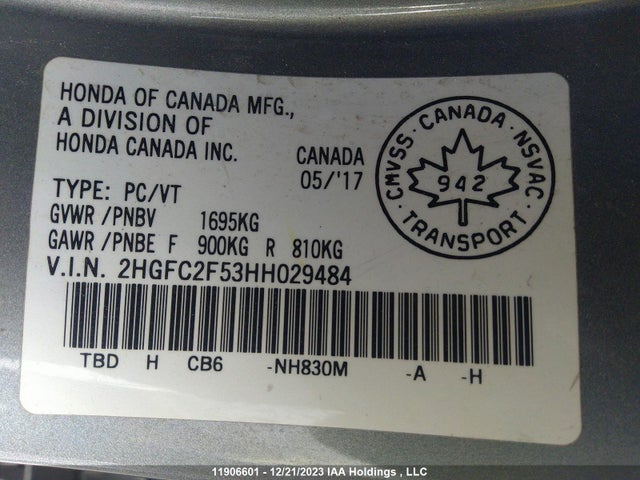 HONDA OF CANADA MFG.,
A DIVISION OF
HONDA CANADA INC.
CANADA
05/'17
TYPE: PC/VT
GVWR /PNBV 1695KG
GAWR /PNBE F 900KG R 810KG
V.I.N. 2HGFC2F53HH029484
TBD H CB6 -NH830M -A -H
CMVSS · CANADA · NSVAC
942
· TRANSPORT ·
11906601 - 12/21/2023 IAA Holdings , LLC